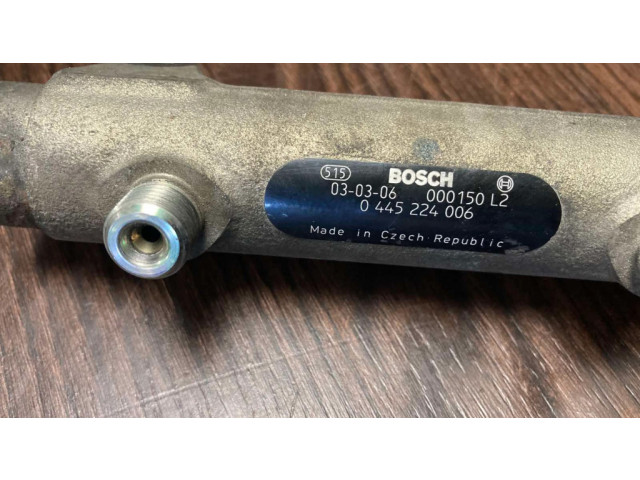 515 BOSCH
03-03-06 000150 L2
0 445 224 006
Made in Czech Republic